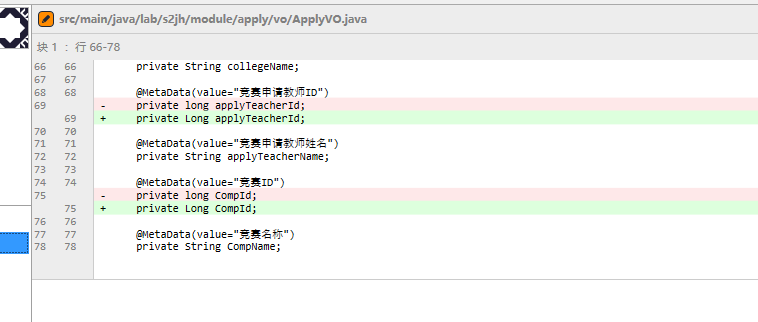 src/main/java/lab/s2jh/module/apply/vo/ApplyVO.java
块 1 : 行 66-78
66 66 private String collegeName;
67 67
68 68 @MetaData(value="竞赛申请教师ID")
69 - private long applyTeacherId;
69 + private Long applyTeacherId;
70 70
71 71 @MetaData(value="竞赛申请教师姓名")
72 72 private String applyTeacherName;
73 73
74 74 @MetaData(value="竞赛ID")
75 - private long CompId;
75 + private Long CompId;
76 76
77 77 @MetaData(value="竞赛名称")
78 78 private String CompName;